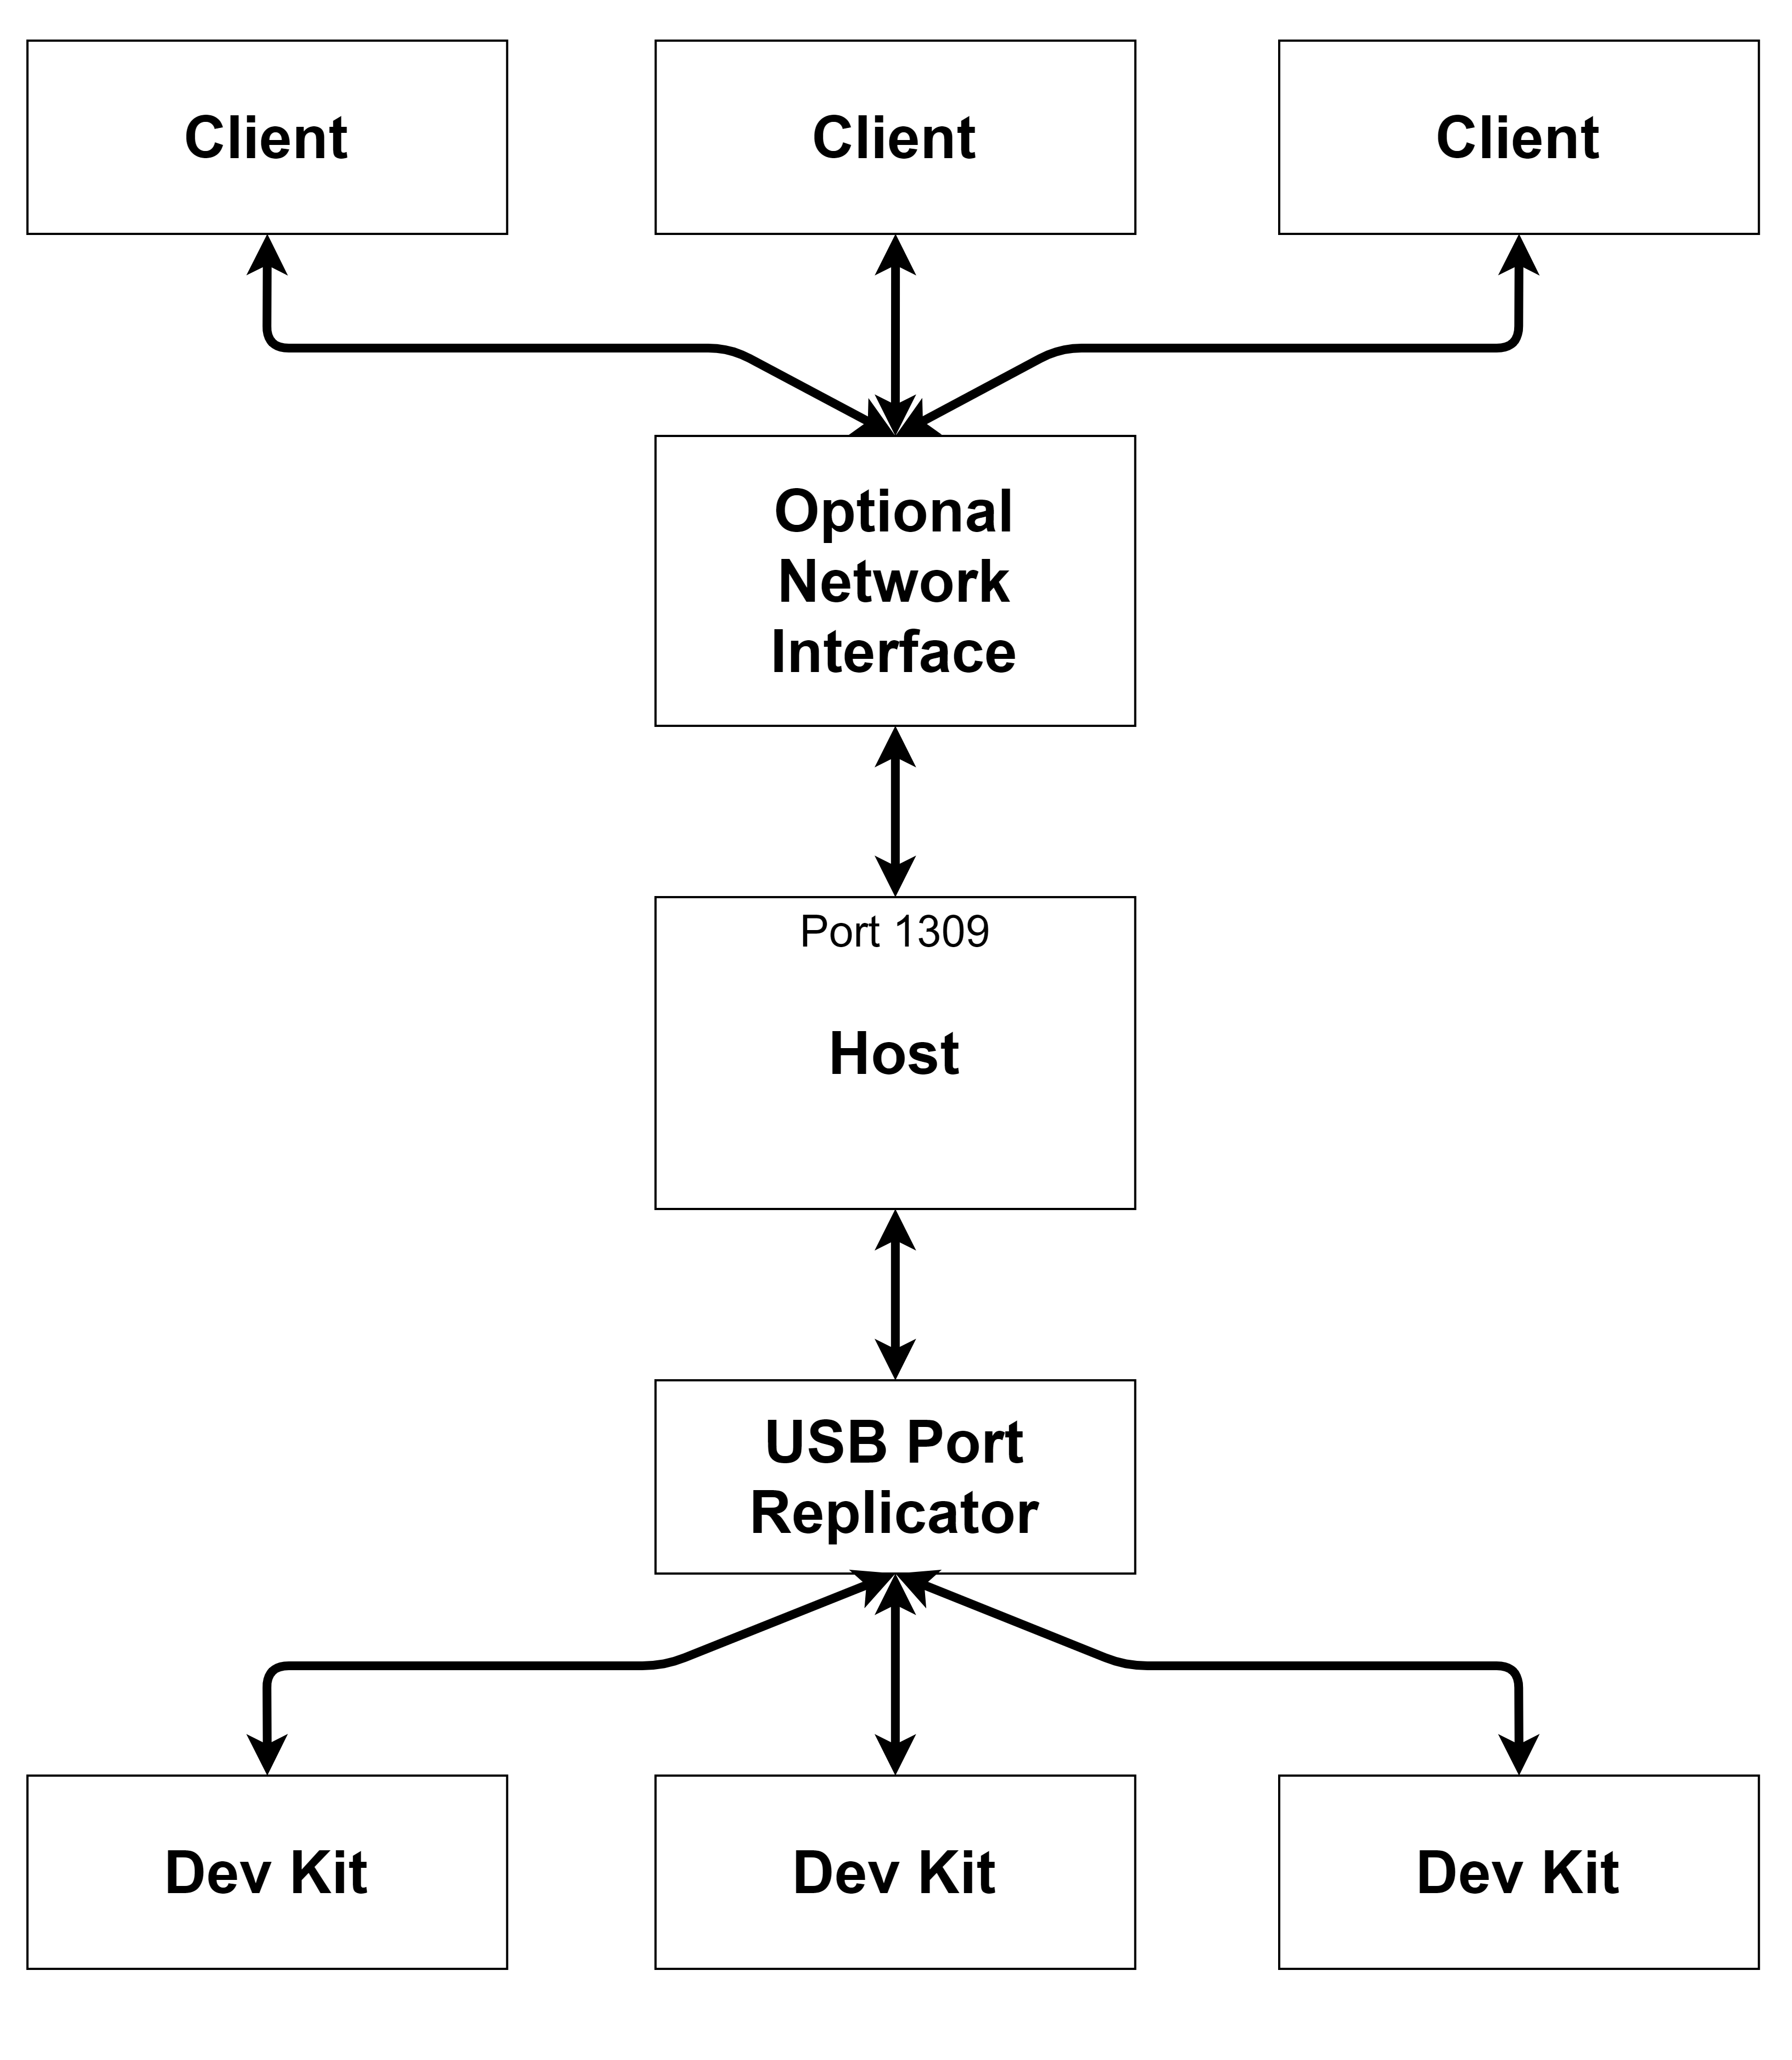 Client
Client
Client
Optional
Network
Interface
Port 1309
Host
USB Port
Replicator
Dev Kit
Dev Kit
Dev Kit